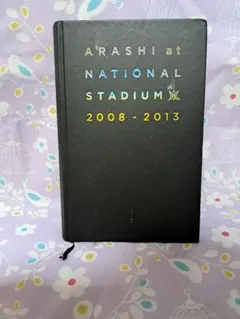 ARASHI at
NATIONAL
STADIUM
2008 - 2013